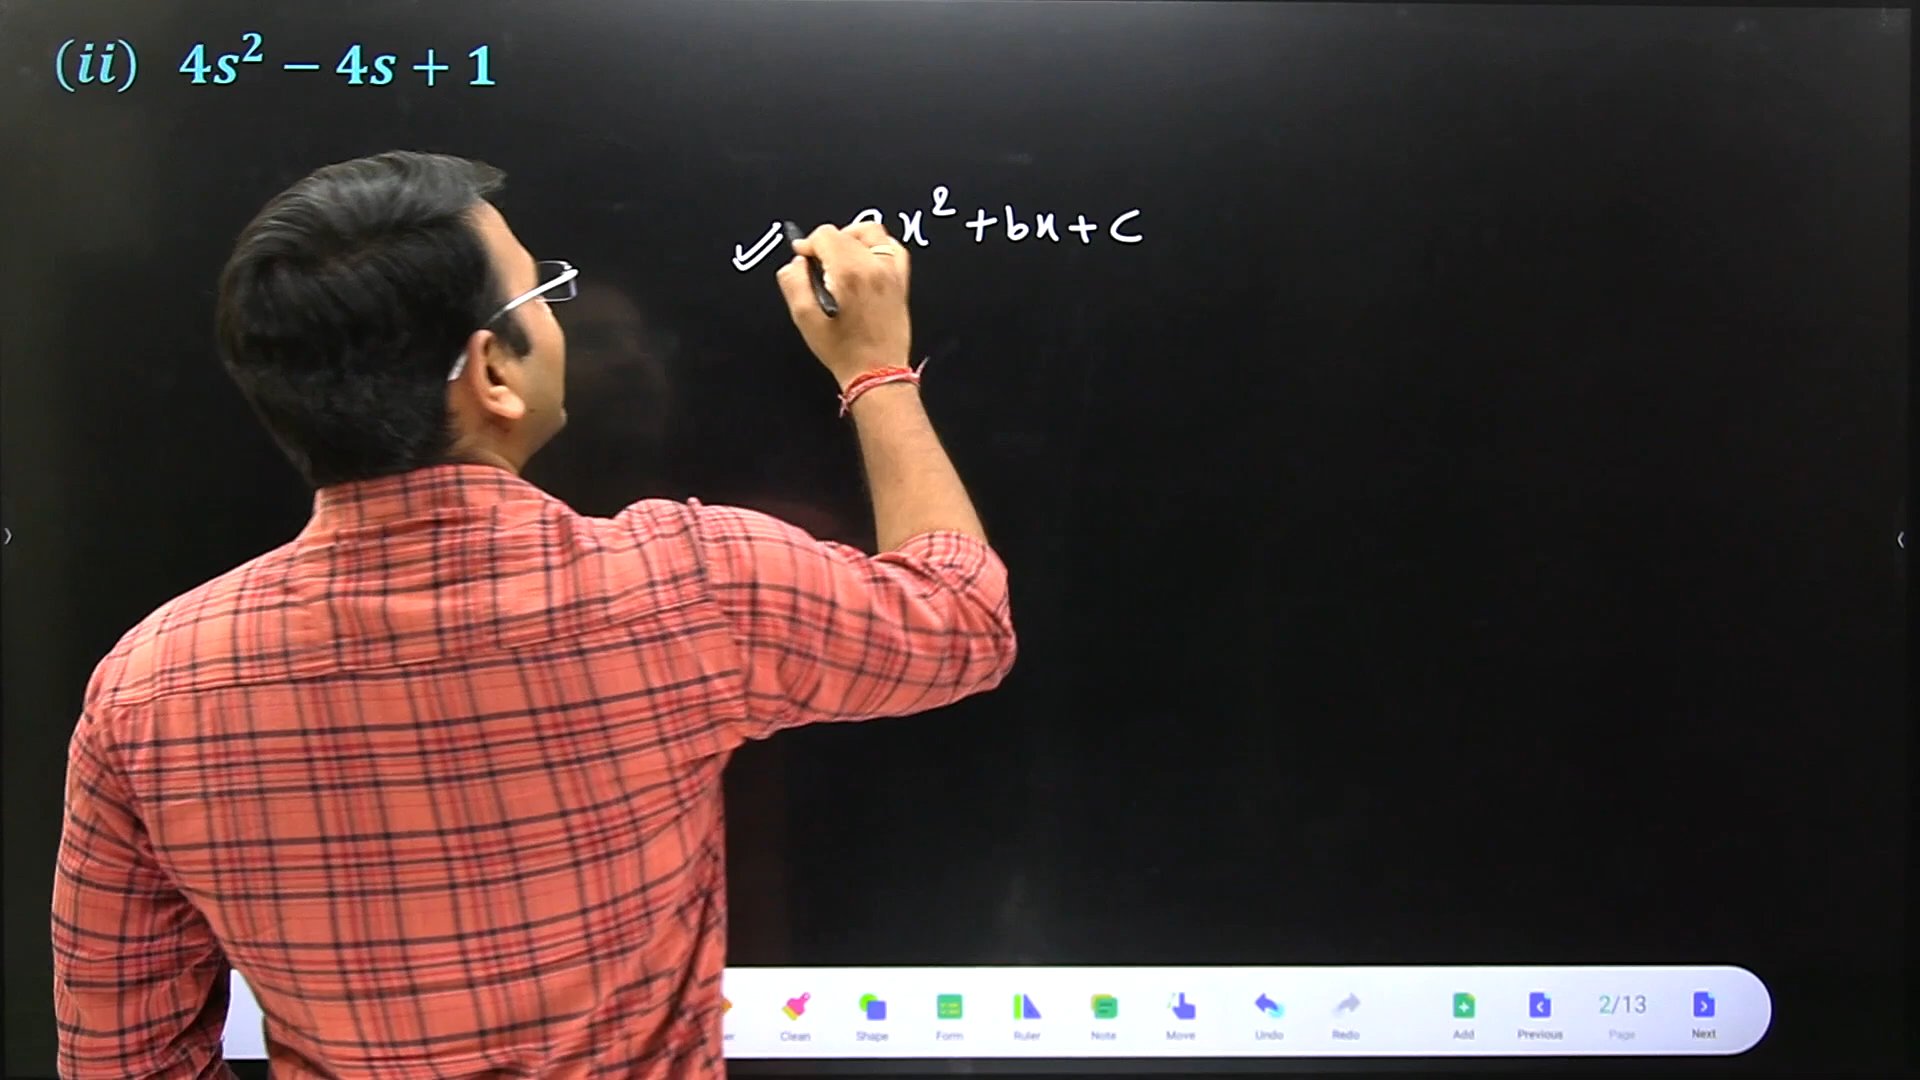 (ii) 4s² − 4s + 1
x² + bx + c
Clean Shape Form Ruler Note Move Undo Redo Add Previous 2/13 Page Next